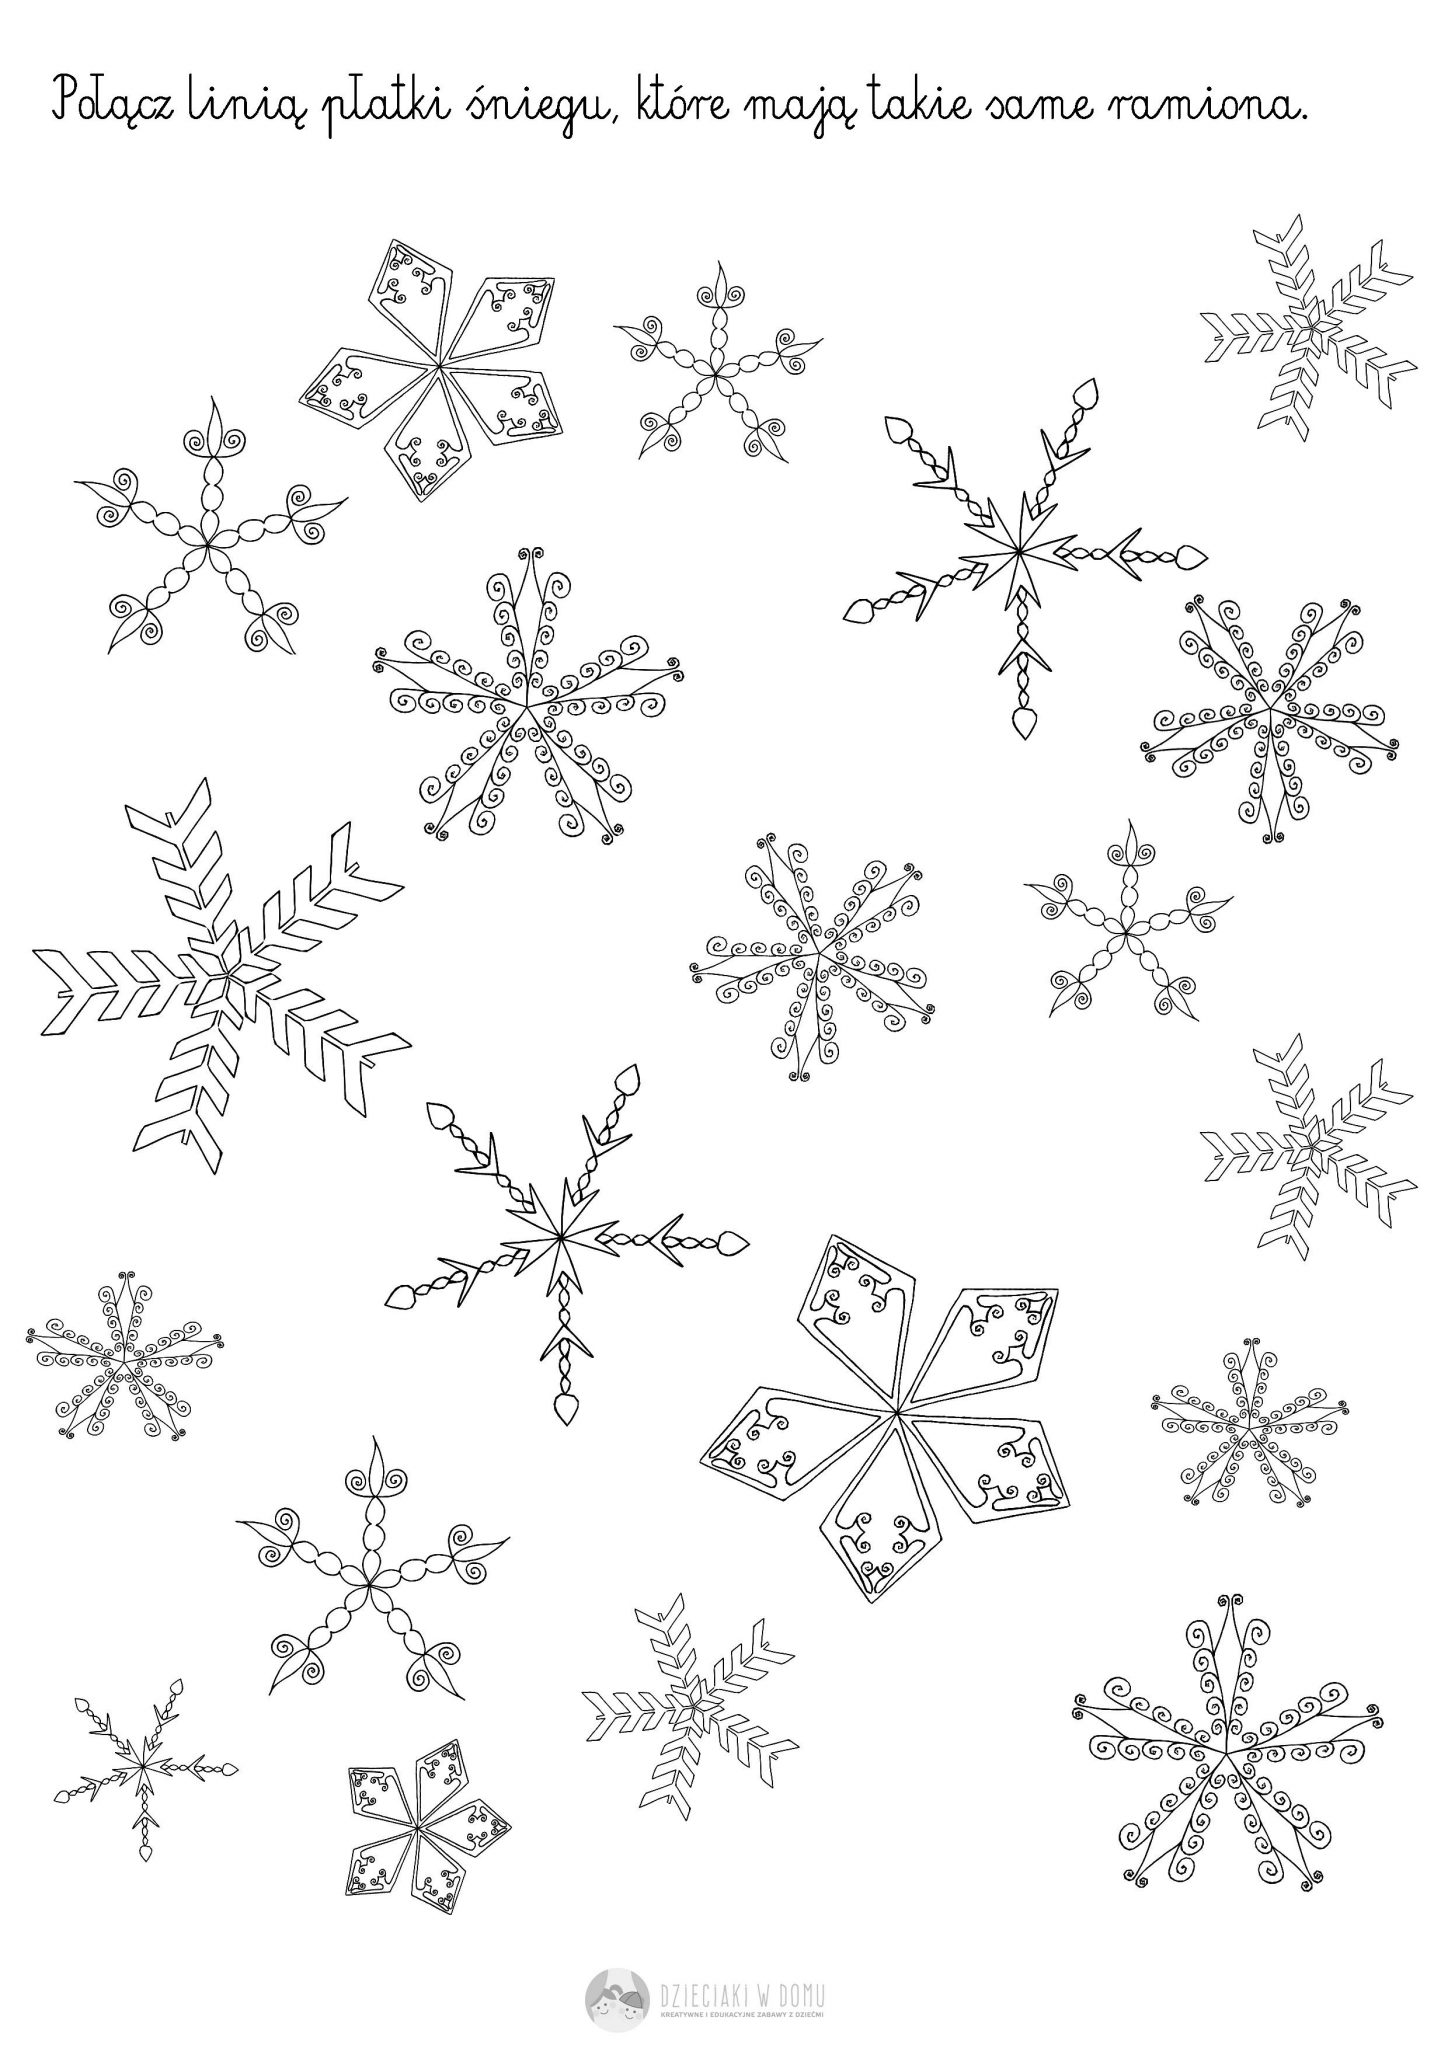 Połącz linią płatki śniegu, które mają takie same ramiona.
DZIECIAKI W DOMU
KREATYWNE I EDUKACYJNE ZABAWY Z DZIEĆMI